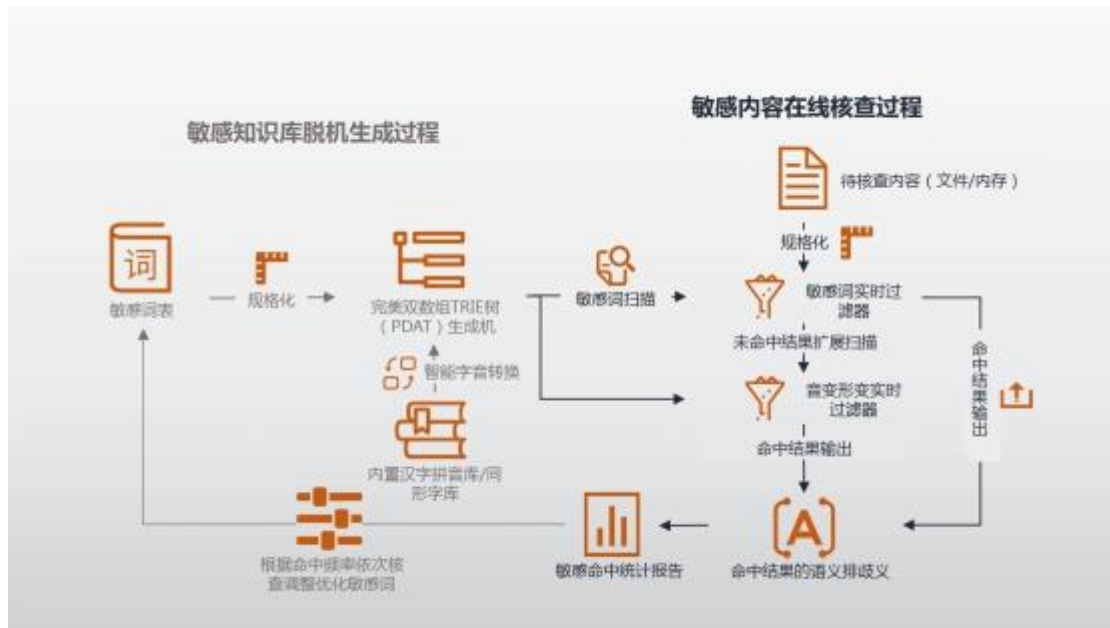 敏感内容在线核查过程
敏感知识库脱机生成过程
待核查内容（文件/内存）
规格化
词
敏感词表
规格化
完美双数组TRIE树
（PDAT）生成机
敏感词扫描
敏感词实时过
滤器
未命中结果扩展扫描
命中结果输出
智能字音转换
音变形变实时
过滤器
内置汉字拼音库/同
形字库
命中结果输出
A
根据命中频率依次核
查调整优化敏感词
敏感命中统计报告
命中结果的语义排歧义